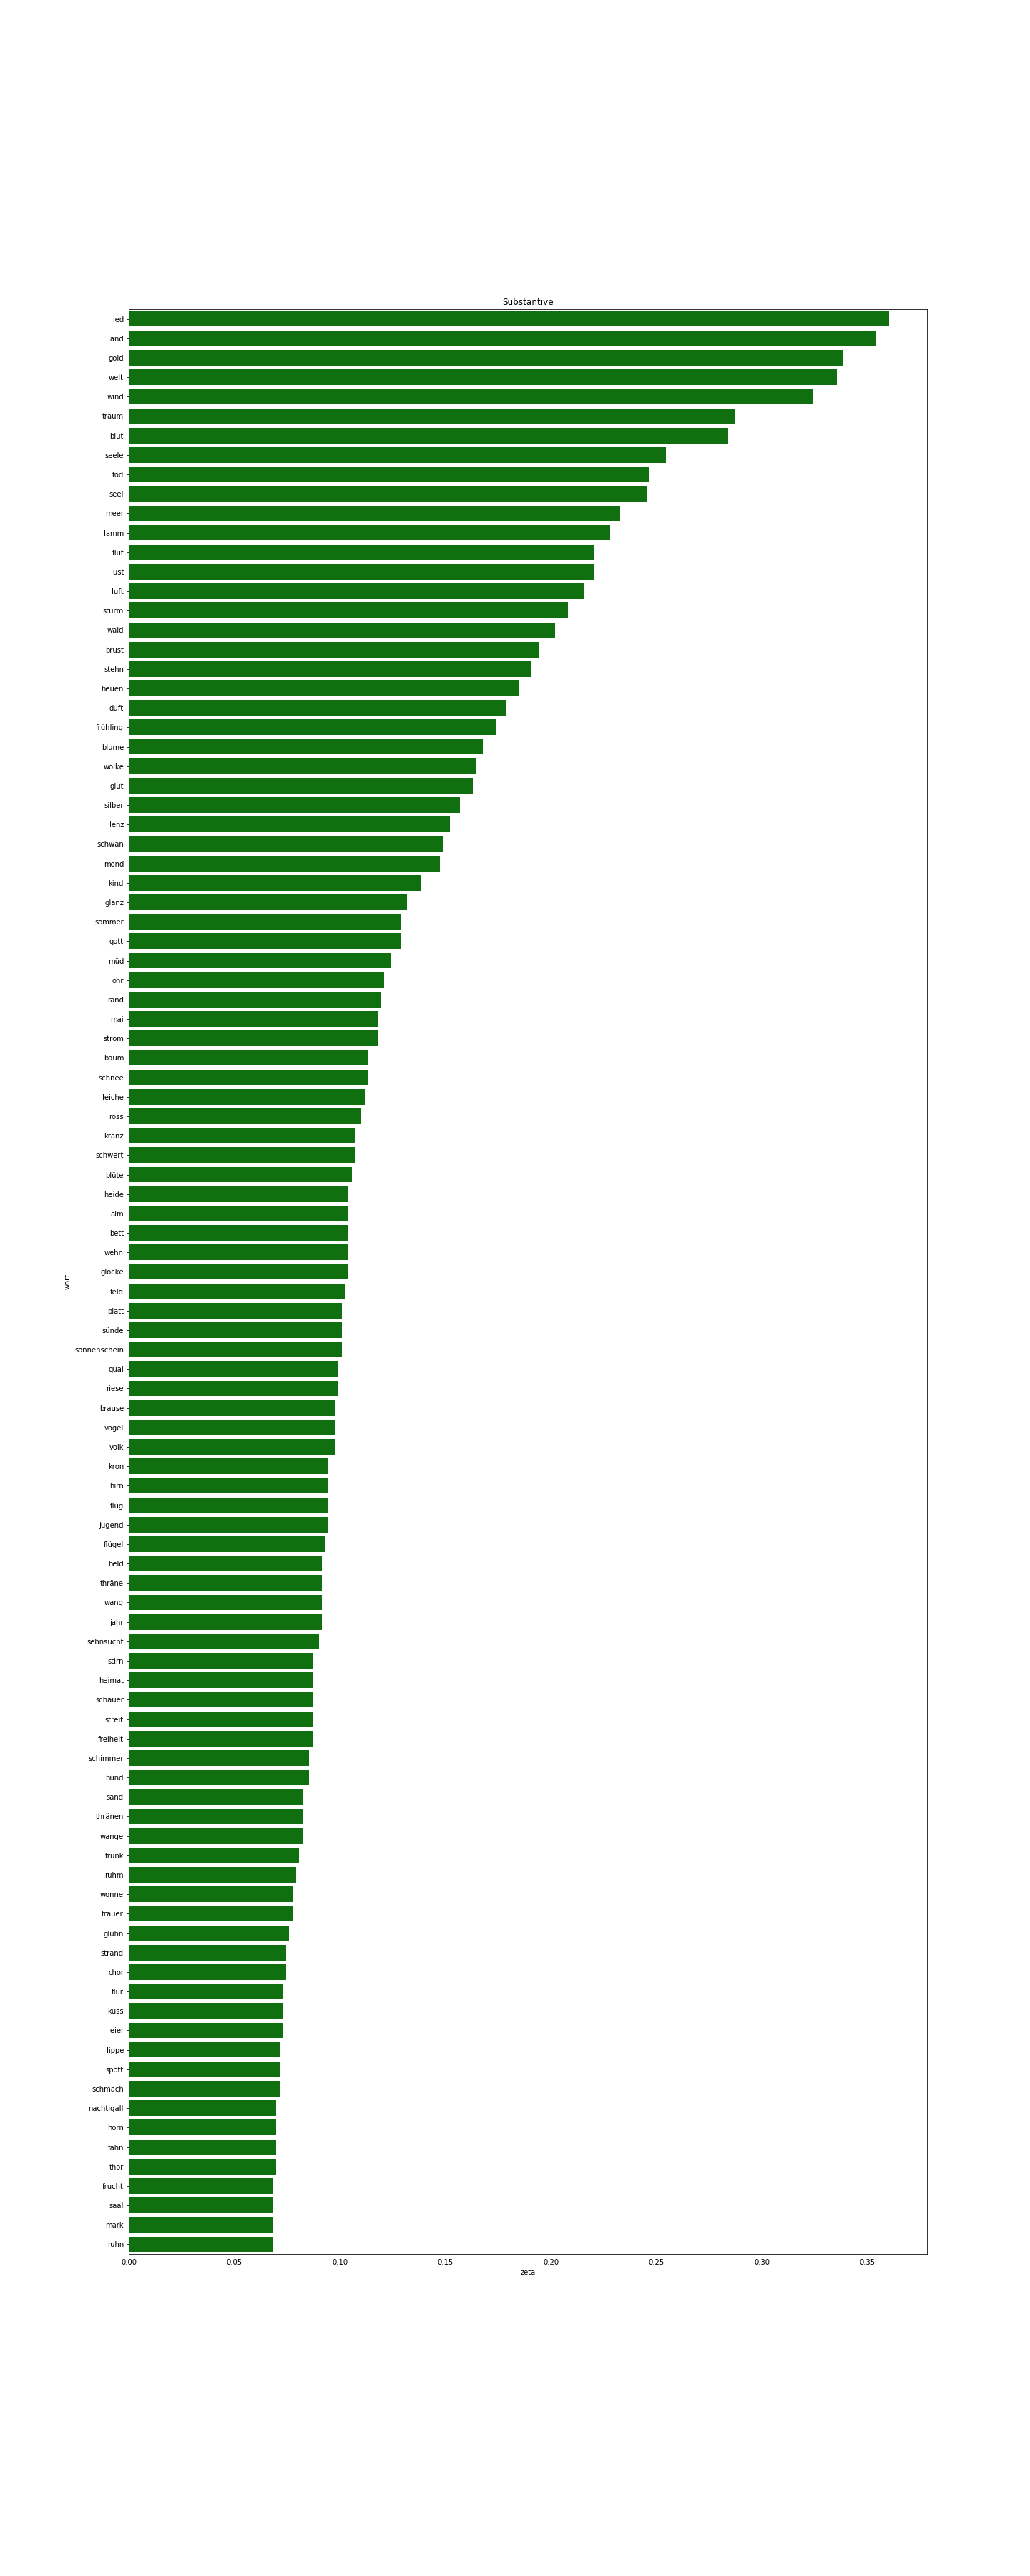 Substantive
lied
land
gold
welt
wind
traum
blut
seele
tod
seel
meer
lamm
flut
lust
luft
sturm
wald
brust
stehn
heuen
duft
frühling
blume
wolke
glut
silber
lenz
schwan
mond
kind
glanz
sommer
gott
müd
ohr
rand
mai
strom
baum
schnee
leiche
ross
kranz
schwert
blüte
heide
alm
bett
wehn
glocke
feld
blatt
sünde
sonnenschein
qual
riese
brause
vogel
volk
kron
hirn
flug
jugend
flügel
held
thräne
wang
jahr
sehnsucht
stirn
heimat
schauer
streit
freiheit
schimmer
hund
sand
thränen
wange
trunk
ruhm
wonne
trauer
glühn
strand
chor
flur
kuss
leier
lippe
spott
schmach
nachtigall
horn
fahn
thor
frucht
saal
mark
ruhn
wort
0.00 0.05 0.10 0.15 0.20 0.25 0.30 0.35
zeta